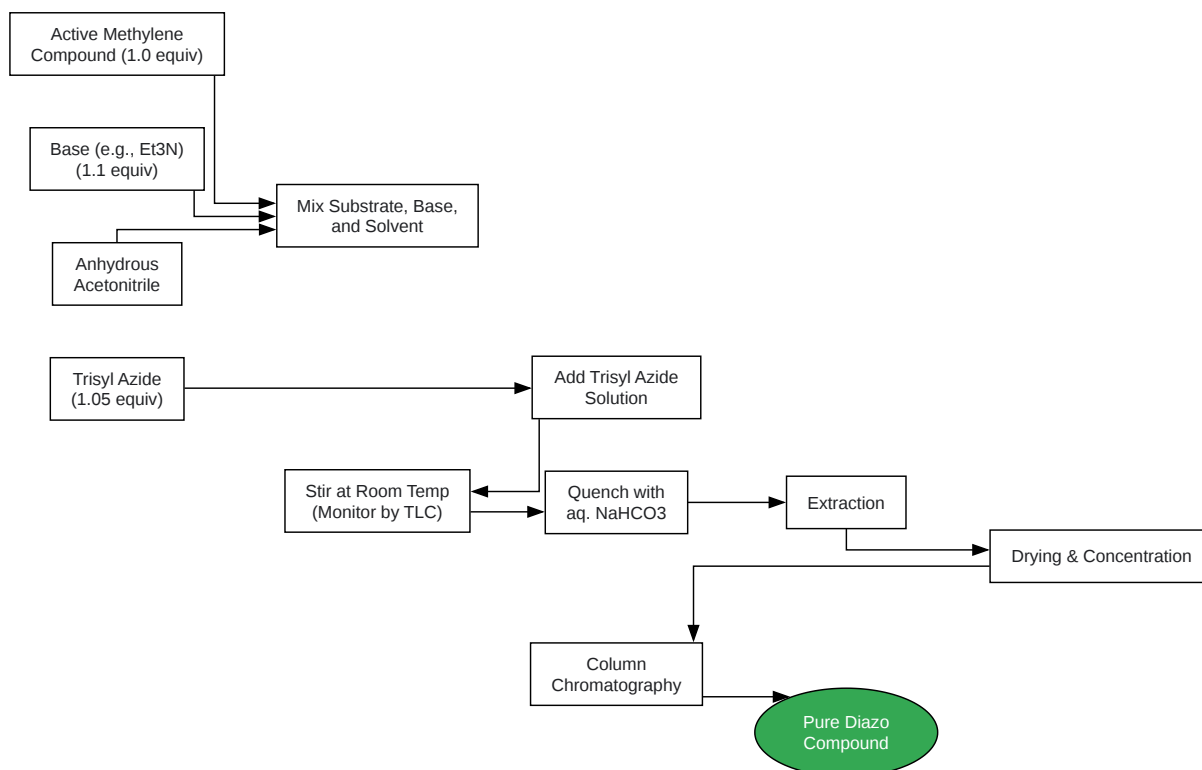 Active Methylene
Compound (1.0 equiv)
Base (e.g., Et3N)
(1.1 equiv)
Mix Substrate, Base,
and Solvent
Anhydrous
Acetonitrile
Trisyl Azide
(1.05 equiv)
Add Trisyl Azide
Solution
Stir at Room Temp
(Monitor by TLC)
Quench with
aq. NaHCO3
Extraction
Drying & Concentration
Column
Chromatography
Pure Diazo
Compound